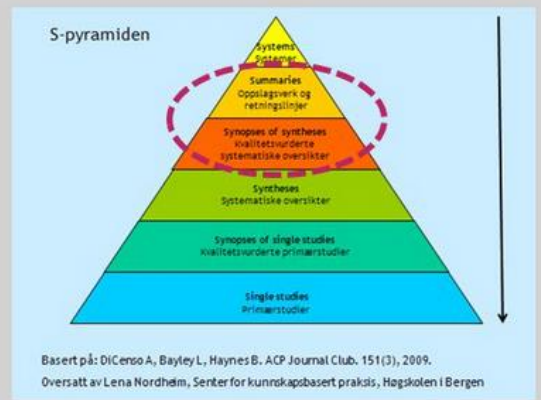 S-pyramiden
Systems
Systemer
Summaries
Oppslagsverk og
retningslinjer
Synopses of syntheses
Kvalitetsvurderte
systematiske oversikter
Syntheses
Systematiske oversikter
Synopses of single studies
Kvalitetsvurderte primærstudier
Single studies
Primærstudier
Basert på: DiCenso A, Bayley L, Haynes B. ACP Journal Club. 151(3), 2009.
Oversatt av Lena Nordheim, Senter for kunnskapsbasert praksis, Høgskolen i Bergen